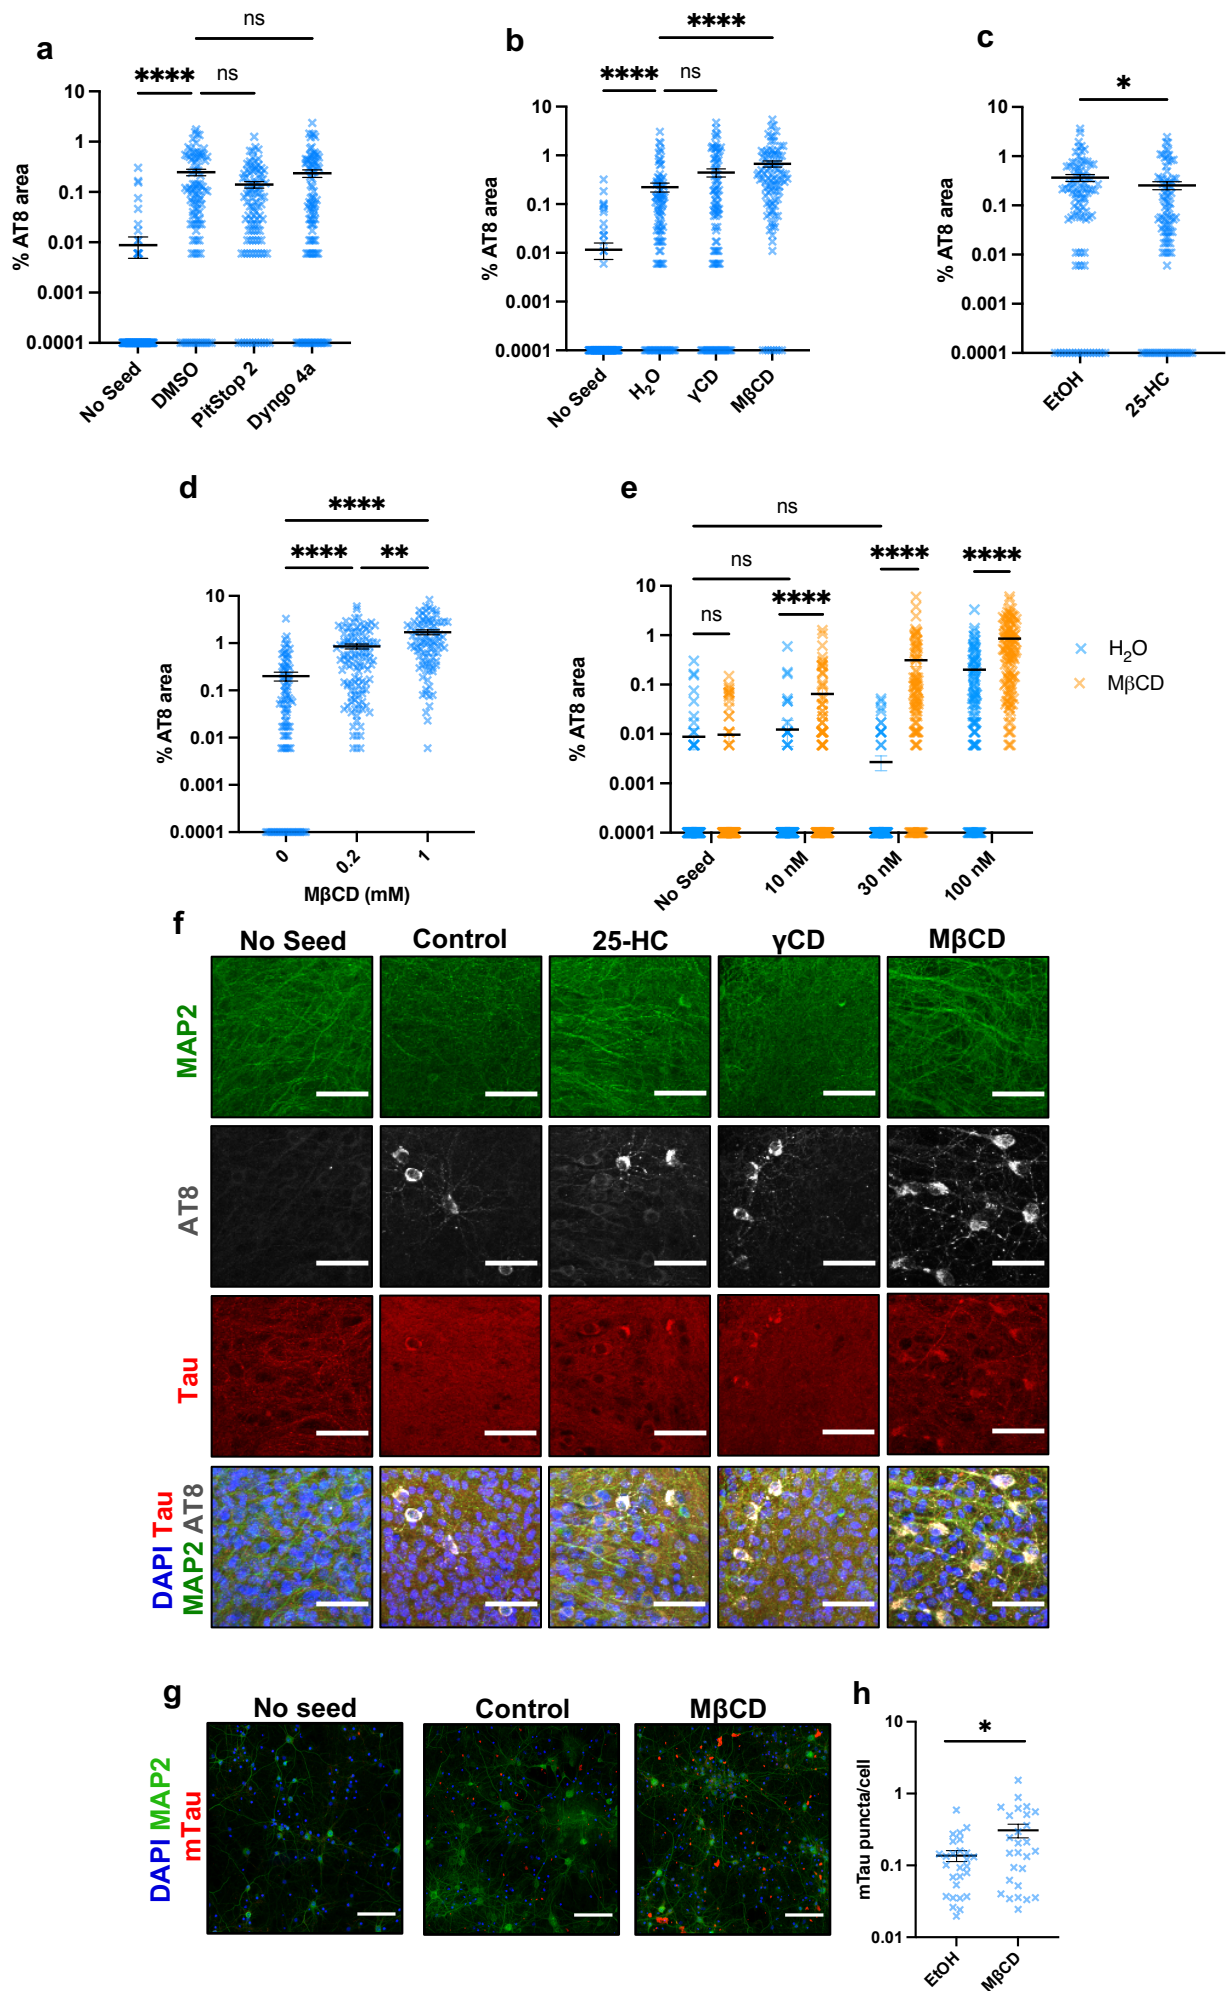 a
ns
****
ns
% AT8 area
10
1
0.1
0.01
0.001
0.0001
No Seed
DMSO
PitStop 2
Dyngo 4a
b
****
****
ns
% AT8 area
10
1
0.1
0.01
0.001
0.0001
No Seed
H₂O
γCD
MβCD
c
*
% AT8 area
10
1
0.1
0.01
0.001
0.0001
EtOH
25-HC
d
****
****
**
% AT8 area
10
1
0.1
0.01
0.001
0.0001
0
0.2
1
MβCD (mM)
e
ns
ns
ns
****
****
****
% AT8 area
10
1
0.1
0.01
0.001
0.0001
No Seed
10 nM
30 nM
100 nM
H₂O
MβCD
f
No Seed
Control
25-HC
γCD
MβCD
MAP2
AT8
Tau
DAPI Tau
MAP2 AT8
g
No seed
Control
MβCD
DAPI MAP2
mTau
h
*
mTau puncta/cell
10
1
0.1
0.01
EtOH
MβCD